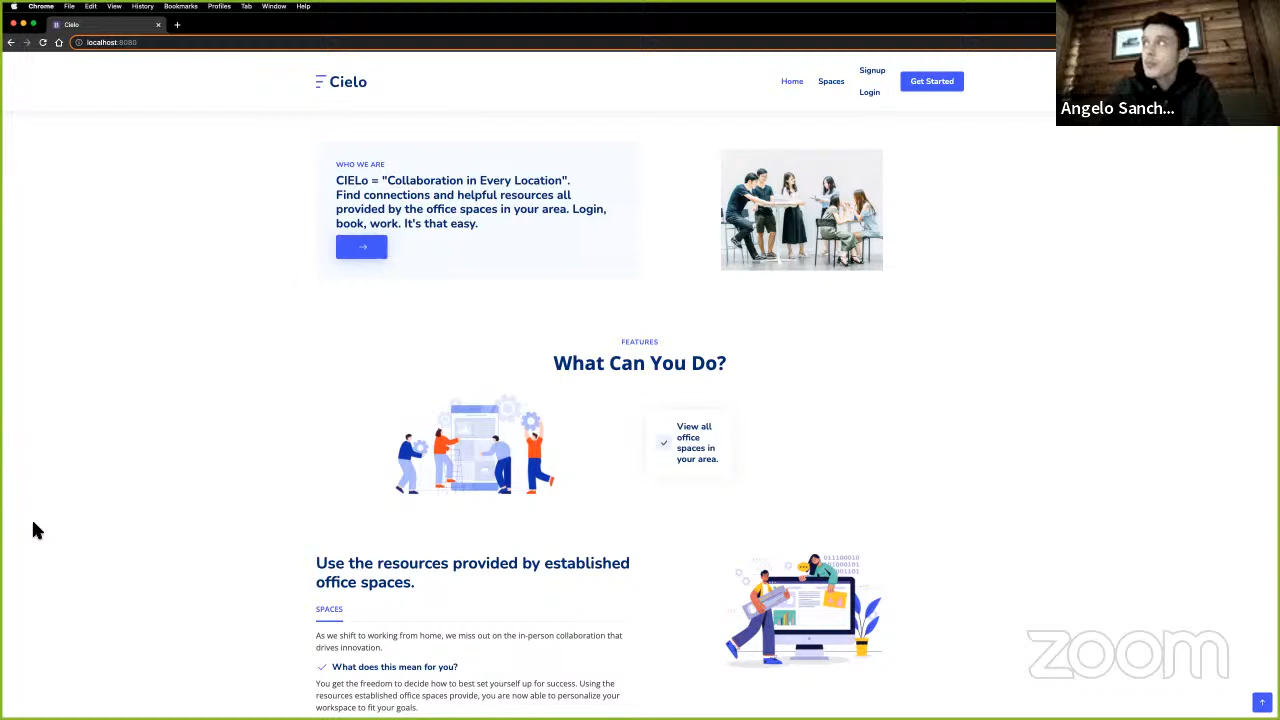 Chrome File Edit View History Bookmarks Profiles Tab Window Help
Cielo
localhost:8080
Cielo
Home Spaces Signup Login Get Started
Angelo Sanch...
WHO WE ARE
CIELo = "Collaboration in Every Location".
Find connections and helpful resources all
provided by the office spaces in your area. Login,
book, work. It's that easy.
FEATURES
What Can You Do?
View all
office
spaces in
your area.
Use the resources provided by established
office spaces.
SPACES
As we shift to working from home, we miss out on the in-person collaboration that
drives innovation.
What does this mean for you?
You get the freedom to decide how to best set yourself up for success. Using the
resources established office spaces provide, you are now able to personalize your
workspace to fit your goals.
zoom